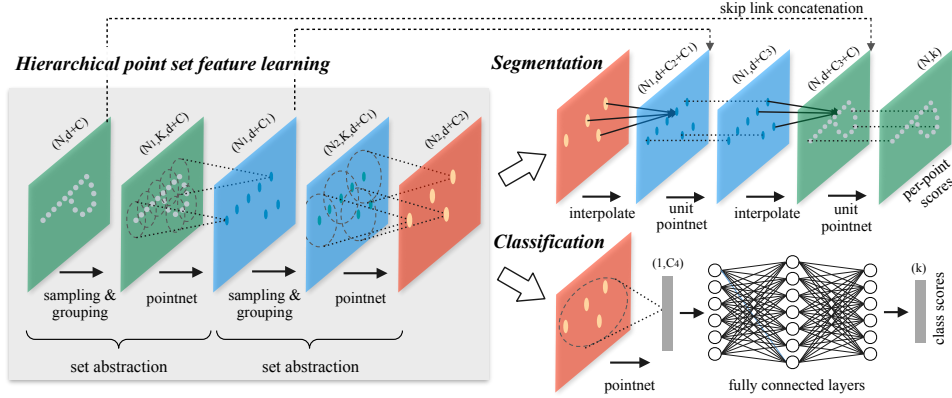 skip link concatenation
Hierarchical point set feature learning
Segmentation
(N,d+C)
(N1,K,d+C)
(N1,d+C1)
(N2,K,d+C1)
(N2,d+C2)
(N1,d+C2+C1)
(N1,d+C3)
(N,d+C3+C)
(N,k)
per-point
scores
interpolate
unit
pointnet
interpolate
unit
pointnet
sampling &
grouping
pointnet
sampling &
grouping
pointnet
set abstraction
set abstraction
Classification
(1,C4)
(k)
class scores
pointnet
fully connected layers